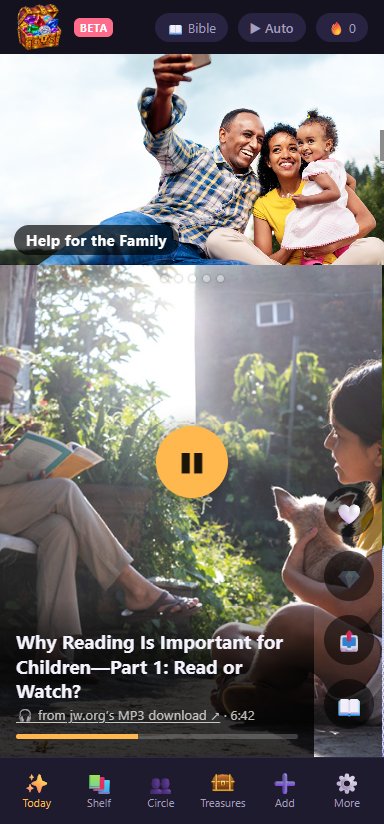 BETA
Bible
Auto
0
Help for the Family
Why Reading Is Important for
Children—Part 1: Read or
Watch?
from jw.org's MP3 download ↗ · 6:42
Today
Shelf
Circle
Treasures
Add
More